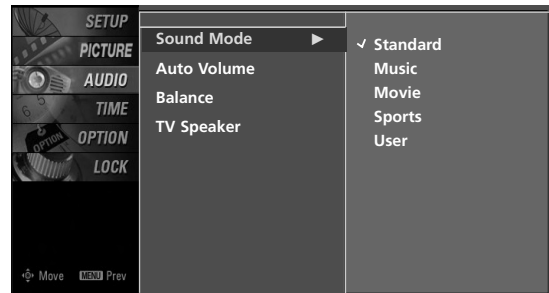 SETUP
PICTURE
AUDIO
TIME
OPTION
LOCK
Move MENU Prev
Sound Mode
Auto Volume
Balance
TV Speaker
Standard
Music
Movie
Sports
User